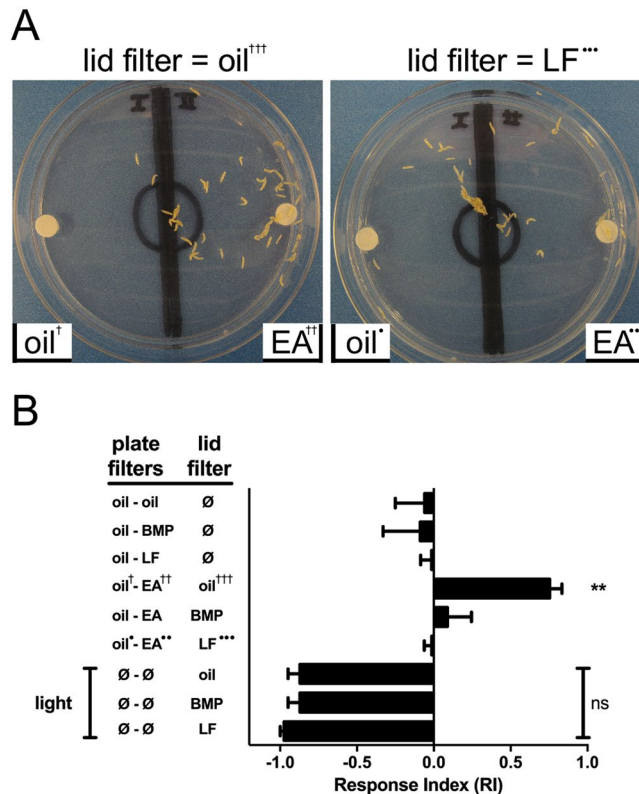 A
lid filter = oil††† lid filter = LF•••
I II I II
oil† EA†† oil• EA••
B
plate filters lid filter
oil - oil Ø
oil - BMP Ø
oil - LF Ø
oil†- EA†† oil††† **
oil - EA BMP
oil•- EA•• LF•••
Ø - Ø oil
light Ø - Ø BMP ns
Ø - Ø LF
-1.0 -0.5 0.0 0.5 1.0
Response Index (RI)